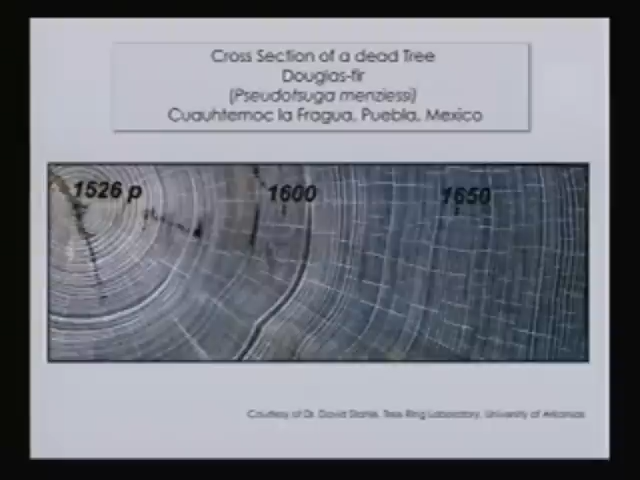 Cross Section of a dead Tree
Douglas-fir
(Pseudotsuga menziessi)
Cuauhtemoc la Fragua, Puebla, Mexico
1526 p
1600
1650
Courtesy of Dr. David Stahle, Tree-Ring Laboratory, University of Arkansas